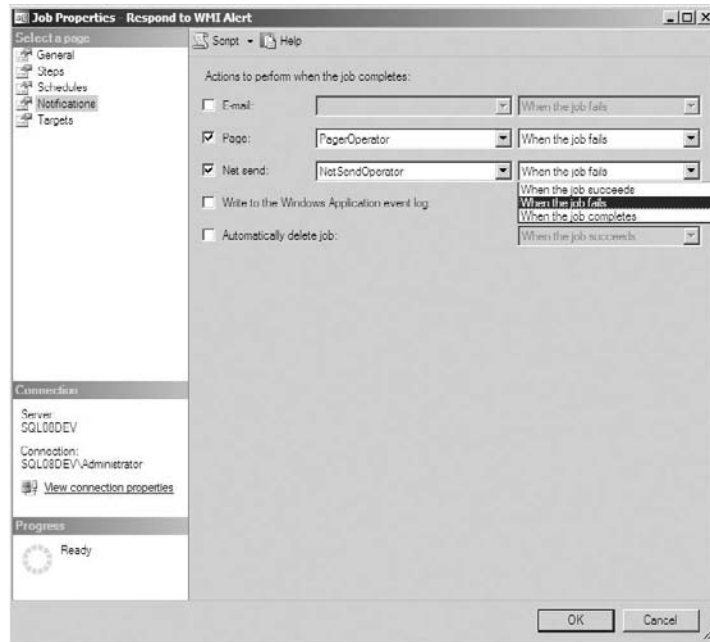 Job Properties - Respond to WMI Alert
Select a page
General
Steps
Schedules
Notifications
Targets
Script
Help
Actions to perform when the job completes:
E-mail:
When the job fails
Page:
PagerOperator
When the job fails
Net send:
NetSendOperator
When the job fails
When the job succeeds
When the job fails
When the job completes
Write to the Windows Application event log:
Automatically delete job:
When the job succeeds
Connection
Server:
SQL08DEV
Connection:
SQL08DEV\Administrator
View connection properties
Progress
Ready
OK
Cancel